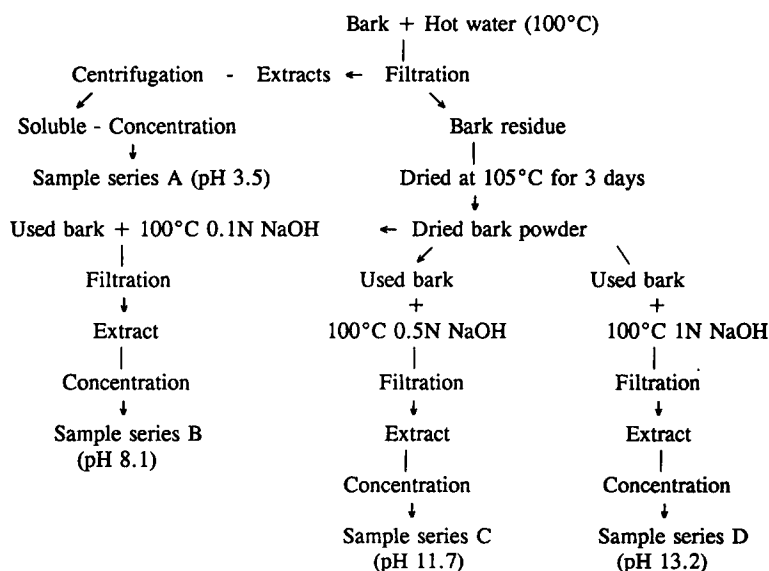 Bark + Hot water (100°C)
Centrifugation - Extracts ← Filtration
Soluble - Concentration Bark residue
Sample series A (pH 3.5) Dried at 105°C for 3 days
Used bark + 100°C 0.1N NaOH ← Dried bark powder
Filtration Used bark Used bark
+ +
Extract 100°C 0.5N NaOH 100°C 1N NaOH
Concentration Filtration Filtration
Sample series B Extract Extract
(pH 8.1)
Concentration Concentration
Sample series C Sample series D
(pH 11.7) (pH 13.2)